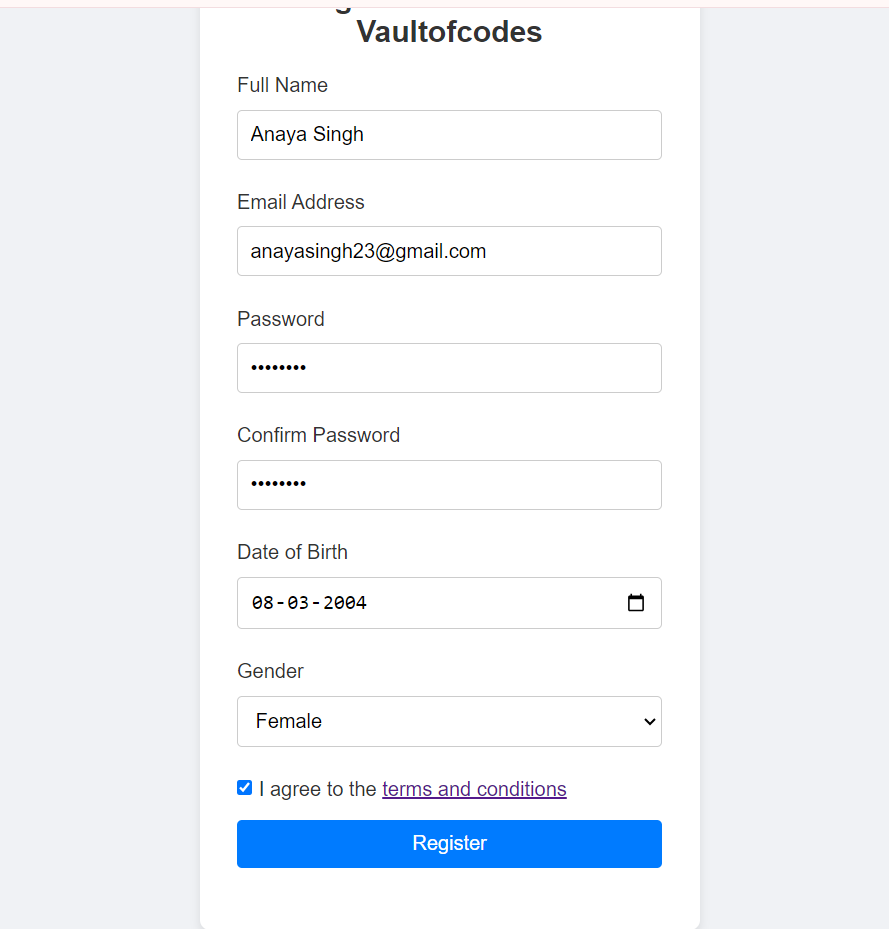 Vaultofcodes
Full Name
Anaya Singh
Email Address
anayasingh23@gmail.com
Password
••••••••
Confirm Password
••••••••
Date of Birth
08-03-2004
Gender
Female
I agree to the terms and conditions
Register